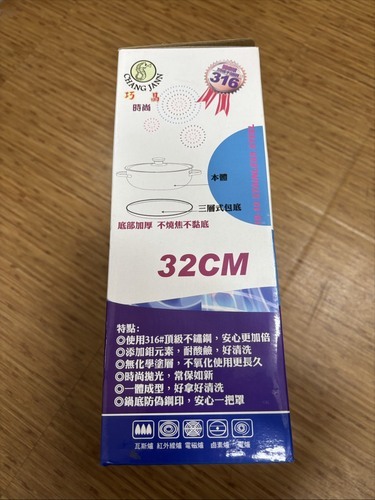 CHANG JANN
316
巧晶
時尚
本體
三層式包底
底部加厚 不燒焦不黏底
32CM
特點:
◎使用316#頂級不鏽鋼,安心更加倍
◎添加鉬元素,耐酸鹼,好清洗
◎無化學塗層,不氧化使用更長久
◎時尚拋光,常保如新
◎一體成型,好拿好清洗
◎鍋底防偽鋼印,安心一把罩
瓦斯爐 紅外線爐 電磁爐 鹵素爐 電爐